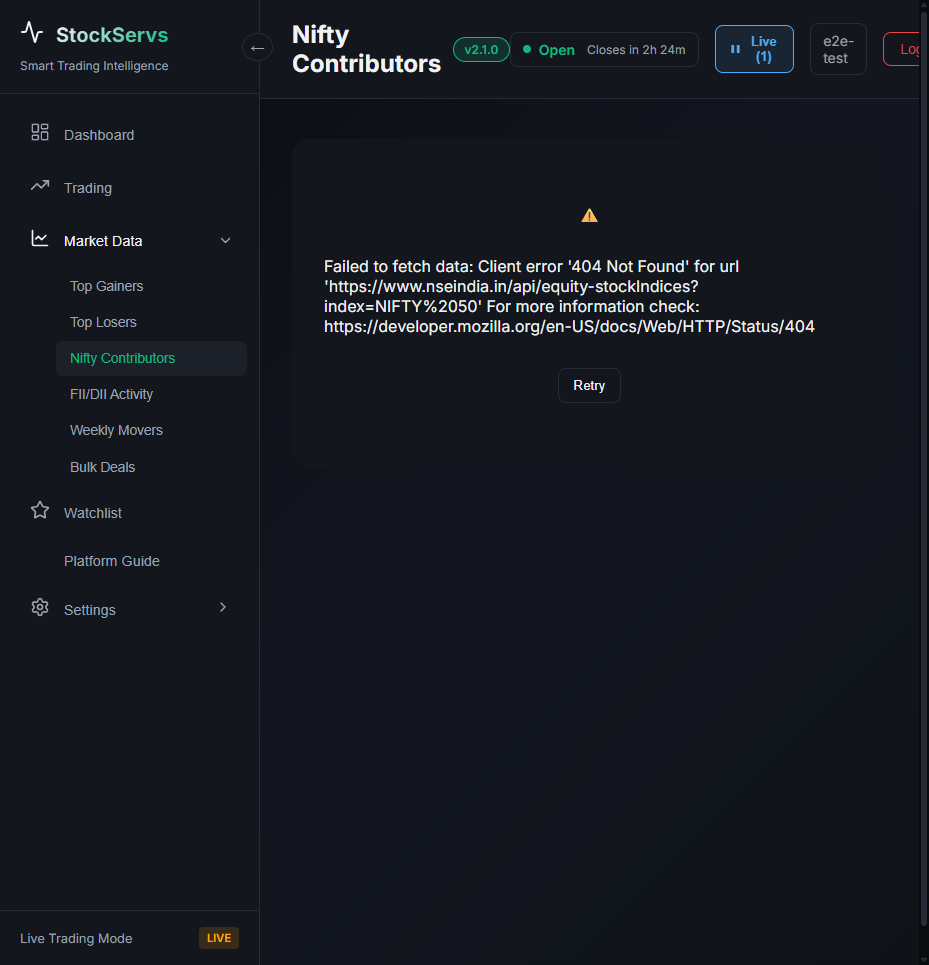 StockServs
Smart Trading Intelligence
←
Dashboard
Trading
Market Data
Top Gainers
Top Losers
Nifty Contributors
FII/DII Activity
Weekly Movers
Bulk Deals
Watchlist
Platform Guide
Settings
Live Trading Mode
LIVE
Nifty
Contributors
v2.1.0
Open
Closes in 2h 24m
Live
(1)
e2e-
test
Failed to fetch data: Client error '404 Not Found' for url
'https://www.nseindia.in/api/equity-stockIndices?
index=NIFTY%2050' For more information check:
https://developer.mozilla.org/en-US/docs/Web/HTTP/Status/404
Retry